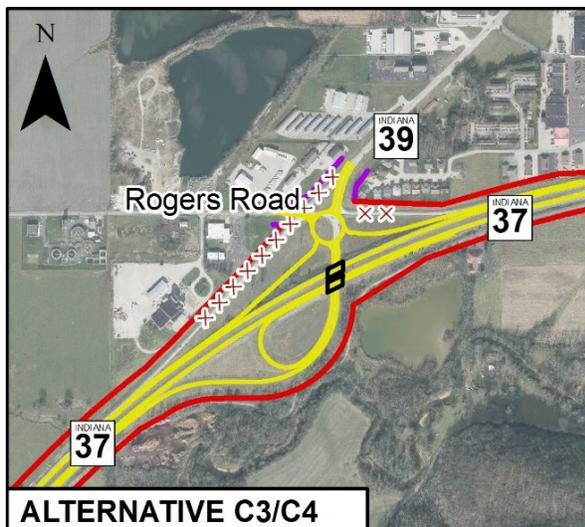 N
INDIANA
39
Rogers Road
INDIANA
37
INDIANA
37
ALTERNATIVE C3/C4